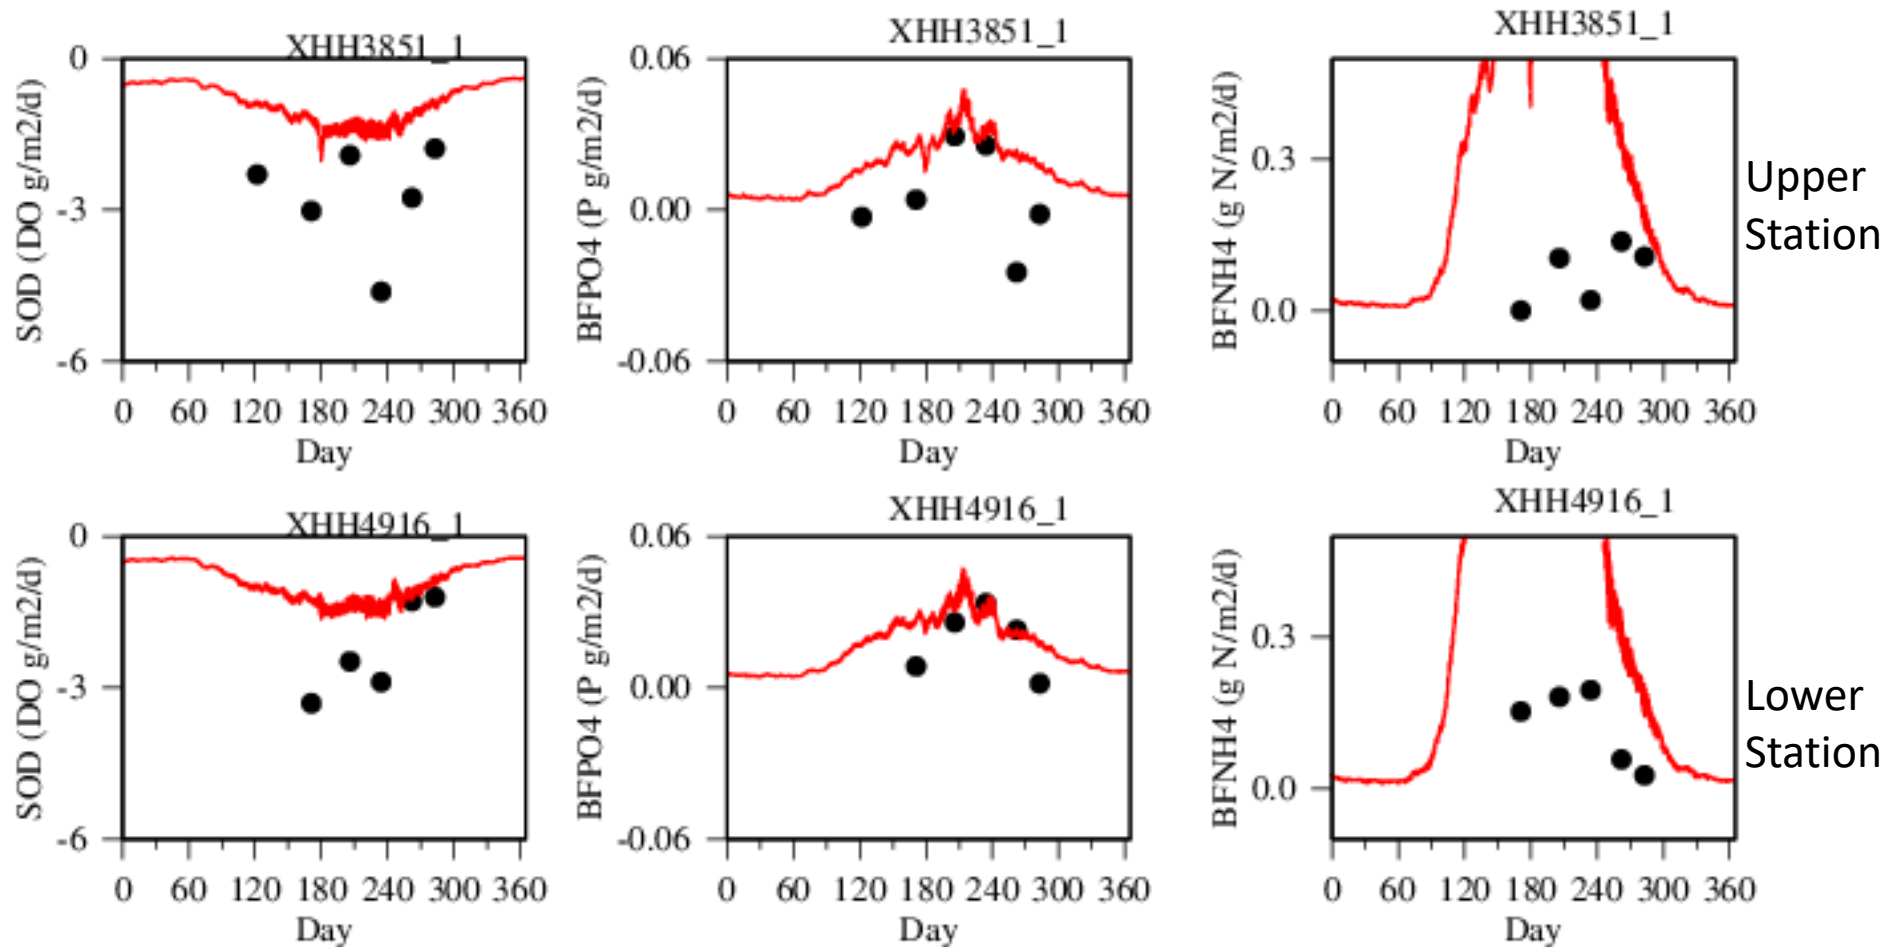 XHH3851_1
SOD (DO g/m2/d)
0
-3
-6
0 60 120 180 240 300 360
Day
XHH3851_1
BFPO4 (P g/m2/d)
0.06
0.00
-0.06
0 60 120 180 240 300 360
Day
XHH3851_1
BFNH4 (g N/m2/d)
0.3
0.0
0 60 120 180 240 300 360
Day
Upper
Station
XHH4916_1
SOD (DO g/m2/d)
0
-3
-6
0 60 120 180 240 300 360
Day
XHH4916_1
BFPO4 (P g/m2/d)
0.06
0.00
-0.06
0 60 120 180 240 300 360
Day
XHH4916_1
BFNH4 (g N/m2/d)
0.3
0.0
0 60 120 180 240 300 360
Day
Lower
Station